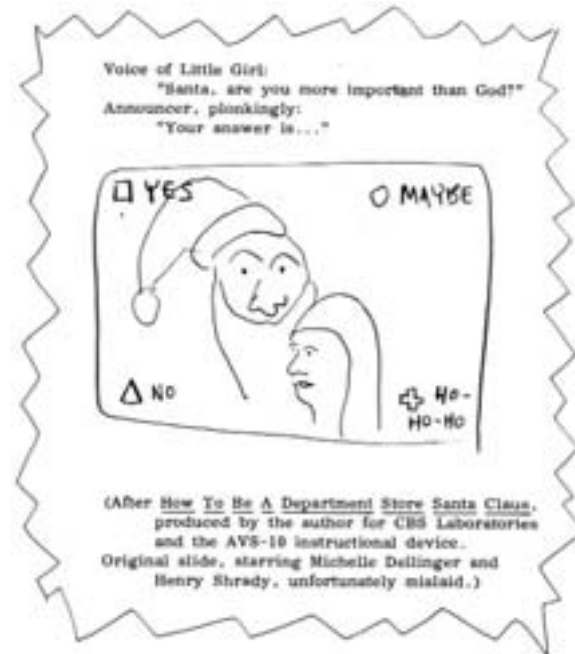 Voice of Little Girl:
"Santa, are you more important than God?"
Announcer, plonkingly:
"Your answer is..."
YES
MAYBE
NO
HO-
HO-HO
(After How To Be A Department Store Santa Claus,
produced by the author for CBS Laboratories
and the AVS-10 instructional device.
Original slide, starring Michelle Dellinger and
Henry Shrady, unfortunately mislaid.)